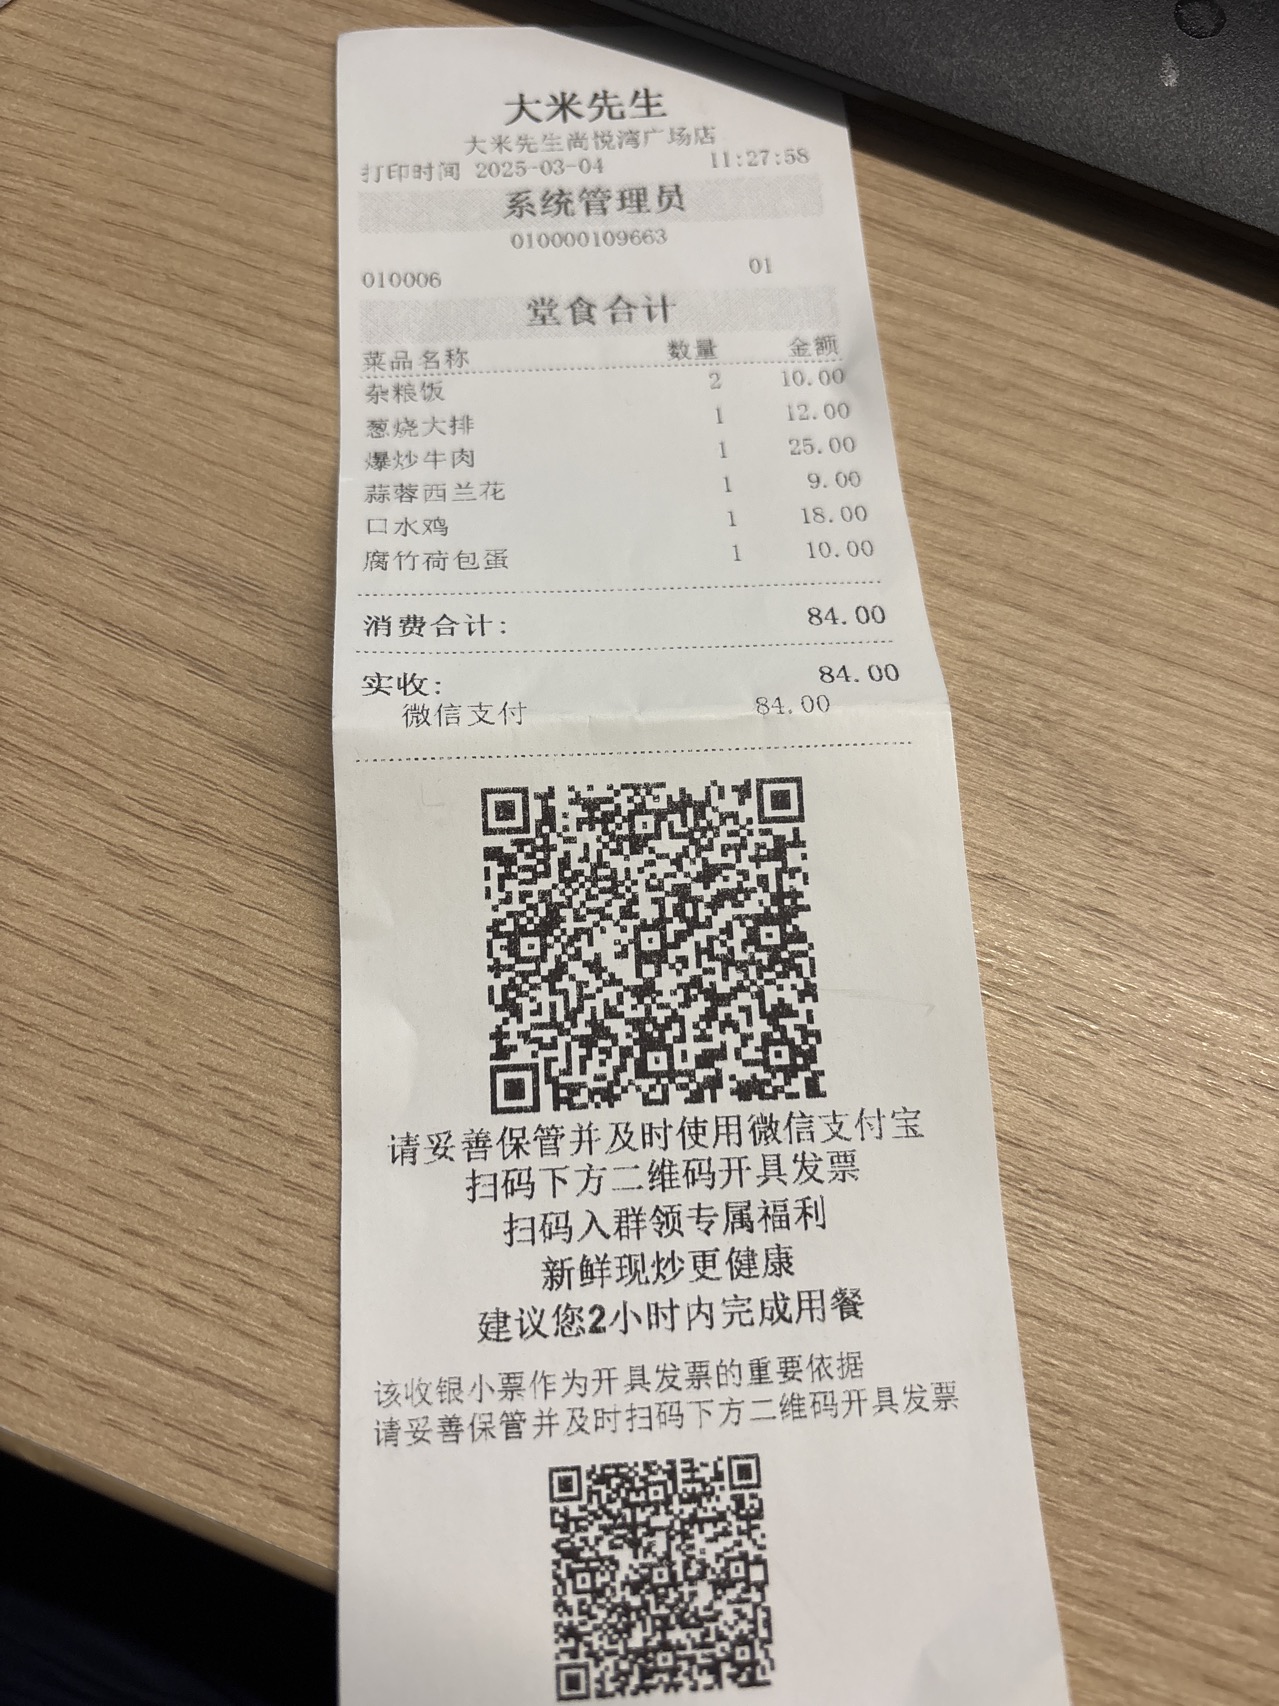 大米先生
大米先生尚悦湾广场店
打印时间 2025-03-04 11:27:58
系统管理员
010000109663
010006 01
堂食合计
菜品名称 数量 金额
杂粮饭 2 10.00
葱烧大排 1 12.00
爆炒牛肉 1 25.00
蒜蓉西兰花 1 9.00
口水鸡 1 18.00
腐竹荷包蛋 1 10.00
消费合计: 84.00
实收: 84.00
微信支付 84.00
请妥善保管并及时使用微信支付宝
扫码下方二维码开具发票
扫码入群领专属福利
新鲜现炒更健康
建议您2小时内完成用餐
该收银小票作为开具发票的重要依据
请妥善保管并及时扫码下方二维码开具发票